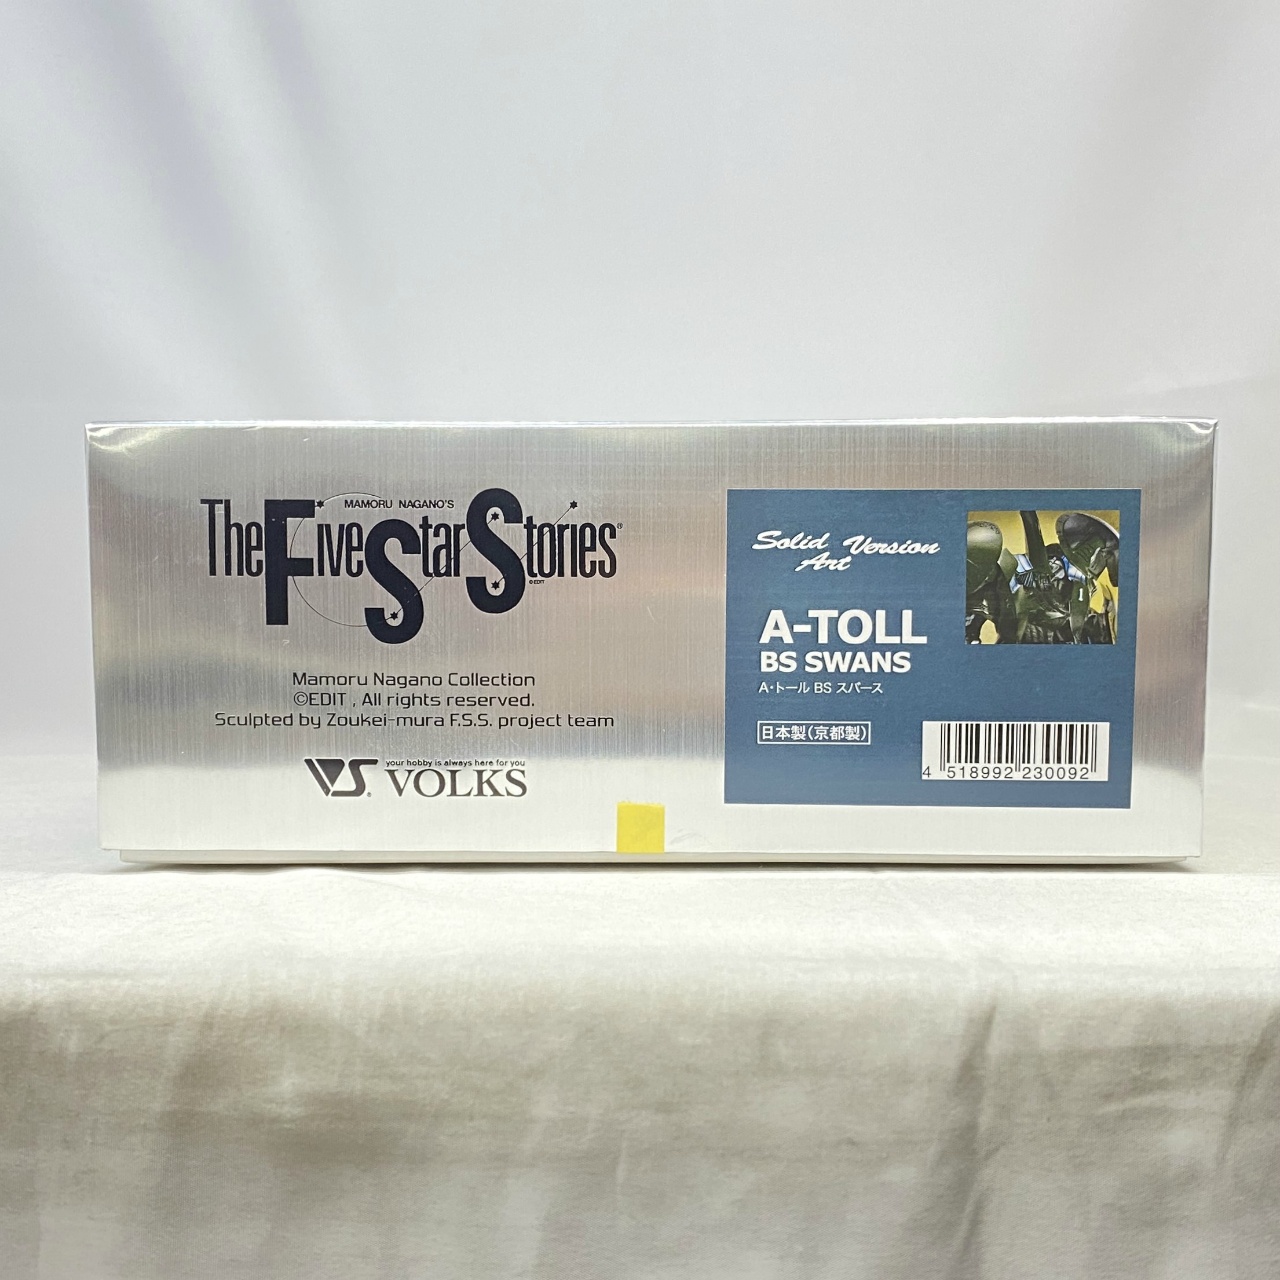 MAMORU NAGANO'S
The Five Star Stories®
©EDIT
Mamoru Nagano Collection
©EDIT , All rights reserved.
Sculpted by Zoukei-mura F.S.S. project team
VS® your hobby is always here for you
VOLKS
Solid Version
Art
A-TOLL
BS SWANS
A・トール BS スバース
日本製(京都製)
4 518992 230092
1